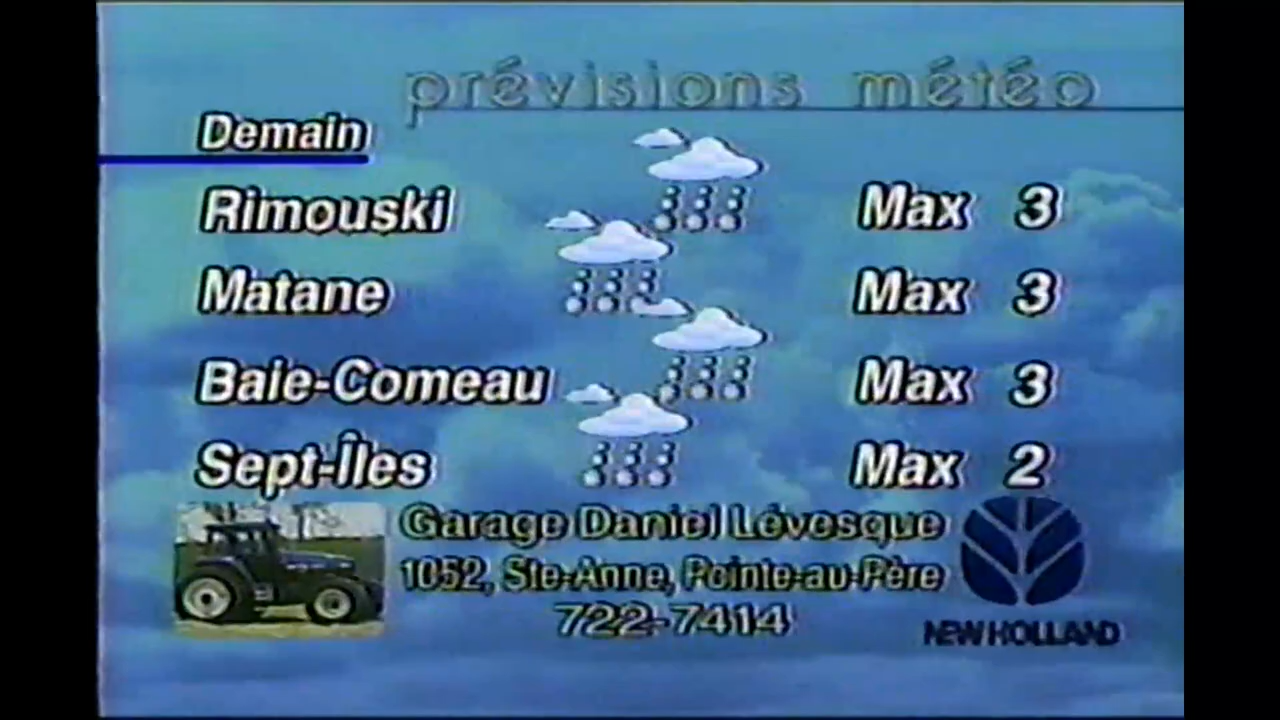 prévisions météo
Demain
Rimouski Max 3
Matane Max 3
Baie-Comeau Max 3
Sept-Îles Max 2
Garage Daniel Lévesque
1052, Ste-Anne, Pointe-au-Père
722-7414
NEW HOLLAND